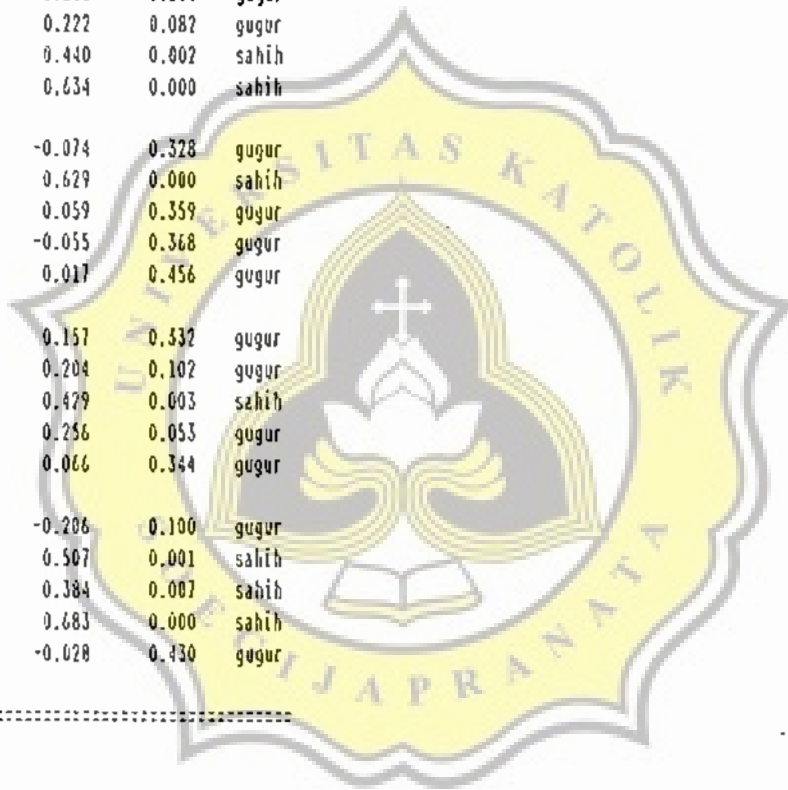 0.222 0.082 gugur
0.440 0.002 sahih
0.634 0.000 sahih
-0.074 0.328 gugur
0.629 0.000 sahih
0.059 0.359 gugur
-0.055 0.368 gugur
0.017 0.456 gugur
0.157 0.332 gugur
0.204 0.102 gugur
0.429 0.003 sahih
0.256 0.053 gugur
0.066 0.344 gugur
-0.206 0.100 gugur
0.507 0.001 sahih
0.384 0.007 sahih
0.683 0.000 sahih
-0.028 0.430 gugur
UNIVERSITAS KATOLIK
SOEGIJAPRANATA